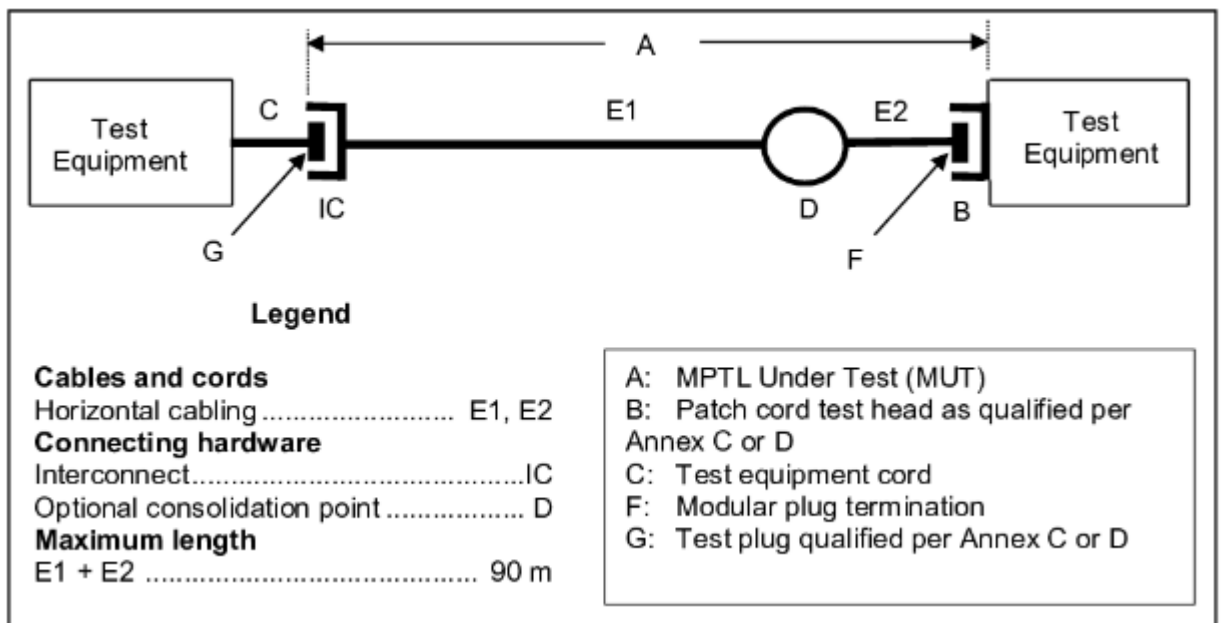 A
C
E1
E2
Test
Equipment
Test
Equipment
IC
D
B
G
F
Legend
Cables and cords
Horizontal cabling .......................... E1, E2
Connecting hardware
Interconnect..............................................IC
Optional consolidation point ................... D
Maximum length
E1 + E2 ............................................. 90 m
A: MPTL Under Test (MUT)
B: Patch cord test head as qualified per
Annex C or D
C: Test equipment cord
F: Modular plug termination
G: Test plug qualified per Annex C or D